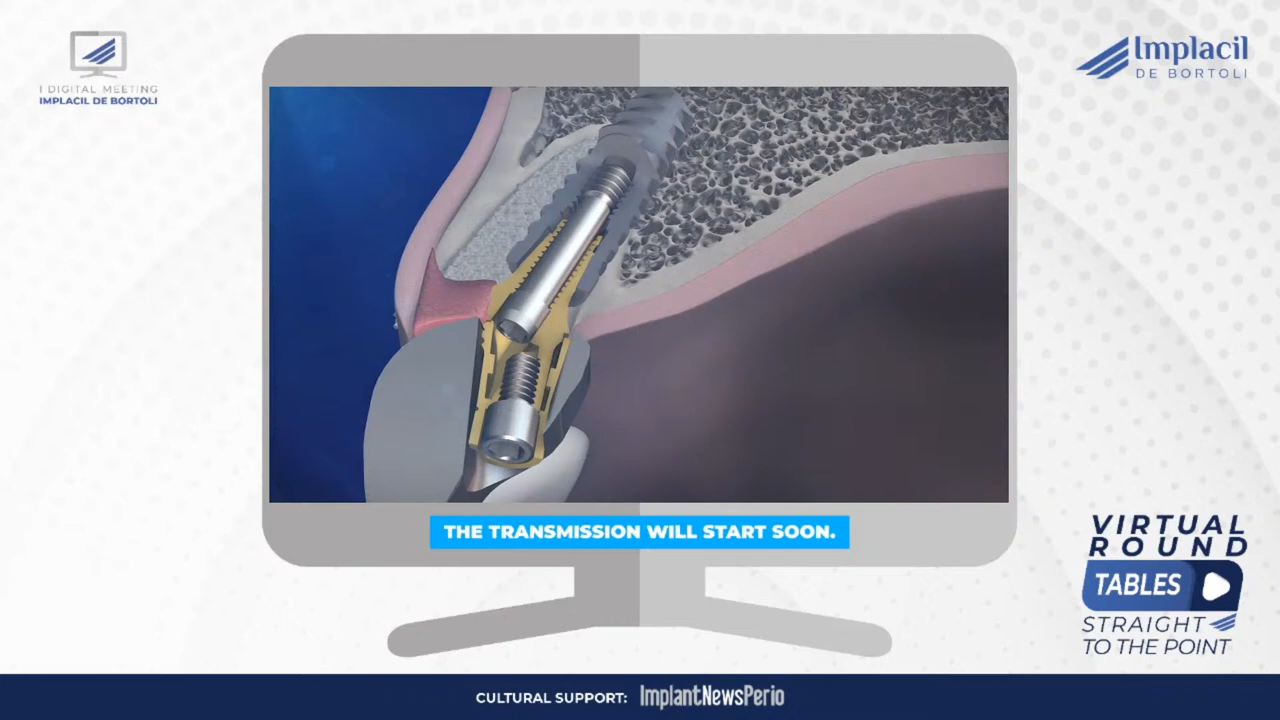 I DIGITAL MEETING
IMPLACIL DE BORTOLI
Implacil
DE BORTOLI
THE TRANSMISSION WILL START SOON.
VIRTUAL
ROUND
TABLES
STRAIGHT
TO THE POINT
CULTURAL SUPPORT: ImplantNewsPerio